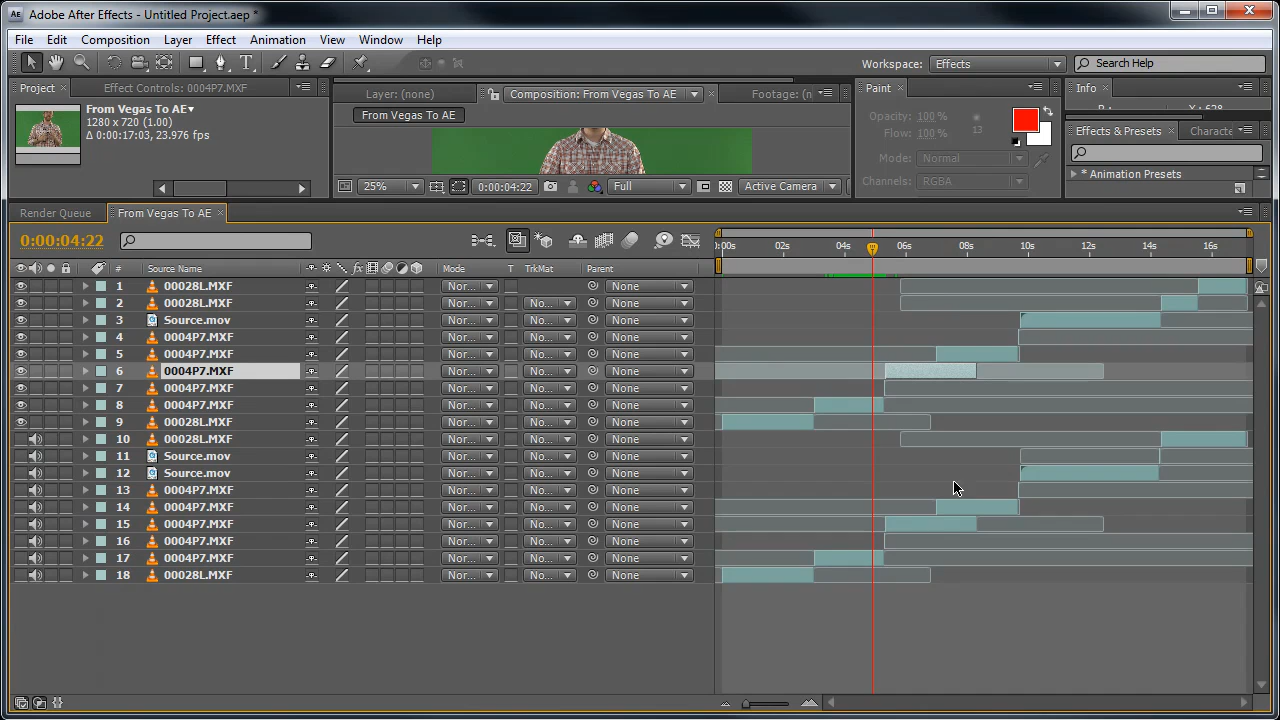 Adobe After Effects - Untitled Project.aep *
File Edit Composition Layer Effect Animation View Window Help
Workspace: Effects Search Help
Project Effect Controls: 0004P7.MXF
From Vegas To AE
1280 x 720 (1.00)
Δ 0:00:17:03, 23.976 fps
Layer: (none) Composition: From Vegas To AE Footage: (n
From Vegas To AE
25% 0:00:04:22 Full Active Camera
Paint
Opacity: 100 %
Flow: 100 % 13
Mode: Normal
Channels: RGBA
Info
Effects & Presets Characte
* Animation Presets
Render Queue From Vegas To AE
0:00:04:22
:00s 02s 04s 06s 08s 10s 12s 14s 16s
# Source Name Mode T TrkMat Parent
1 00028L.MXF Nor... None
2 00028L.MXF Nor... No... None
3 Source.mov Nor... No... None
4 0004P7.MXF Nor... No... None
5 0004P7.MXF Nor... No... None
6 0004P7.MXF Nor... No... None
7 0004P7.MXF Nor... No... None
8 0004P7.MXF Nor... No... None
9 00028L.MXF Nor... No... None
10 00028L.MXF Nor... No... None
11 Source.mov Nor... No... None
12 Source.mov Nor... No... None
13 0004P7.MXF Nor... No... None
14 0004P7.MXF Nor... No... None
15 0004P7.MXF Nor... No... None
16 0004P7.MXF Nor... No... None
17 0004P7.MXF Nor... No... None
18 00028L.MXF Nor... No... None